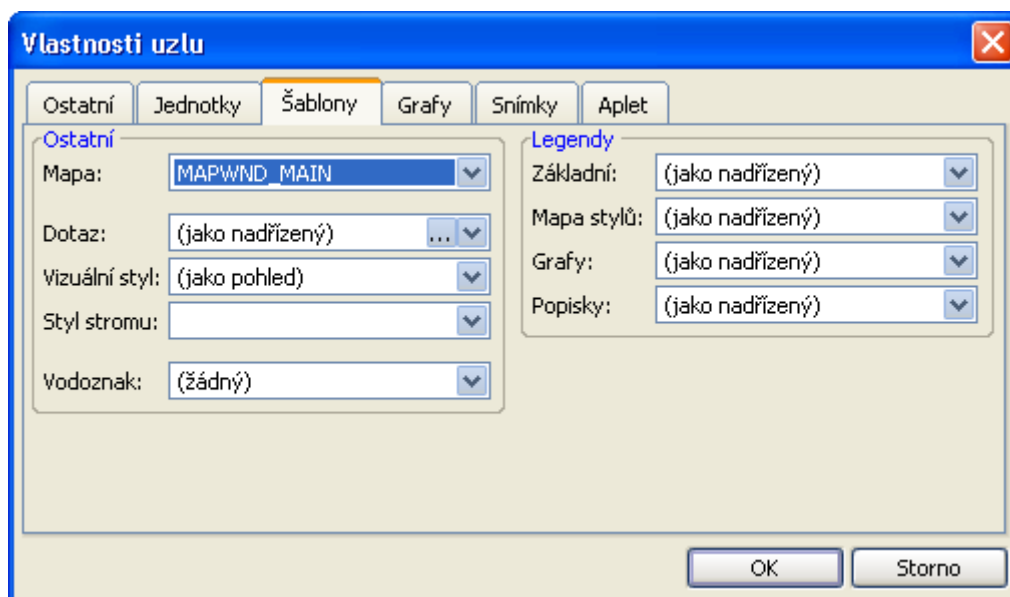 Vlastnosti uzlu
Ostatní Jednotky Šablony Grafy Snímky Aplet
Ostatní
Mapa: MAPWND_MAIN
Dotaz: (jako nadřízený) ...
Vizuální styl: (jako pohled)
Styl stromu:
Vodoznak: (žádný)
Legendy
Základní: (jako nadřízený)
Mapa stylů: (jako nadřízený)
Grafy: (jako nadřízený)
Popisky: (jako nadřízený)
OK Storno